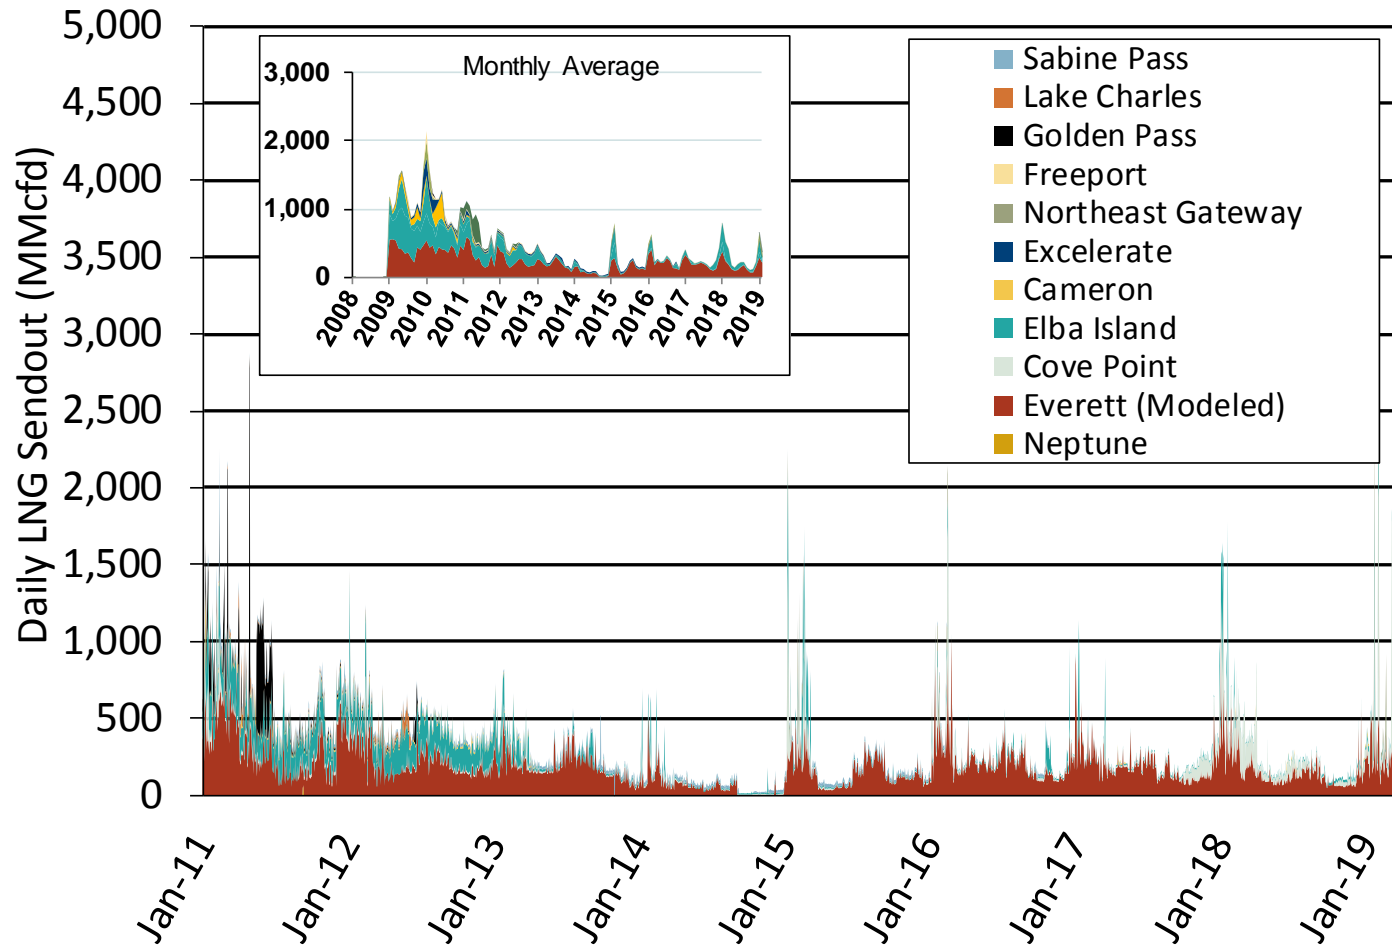 Daily LNG Sendout (MMcfd)
5,000
4,500
4,000
3,500
3,000
2,500
2,000
1,500
1,000
500
0
Monthly Average
3,000
2,000
1,000
0
2008
2009
2010
2011
2012
2013
2014
2015
2016
2017
2018
2019
Sabine Pass
Lake Charles
Golden Pass
Freeport
Northeast Gateway
Excelerate
Cameron
Elba Island
Cove Point
Everett (Modeled)
Neptune
Jan-11
Jan-12
Jan-13
Jan-14
Jan-15
Jan-16
Jan-17
Jan-18
Jan-19